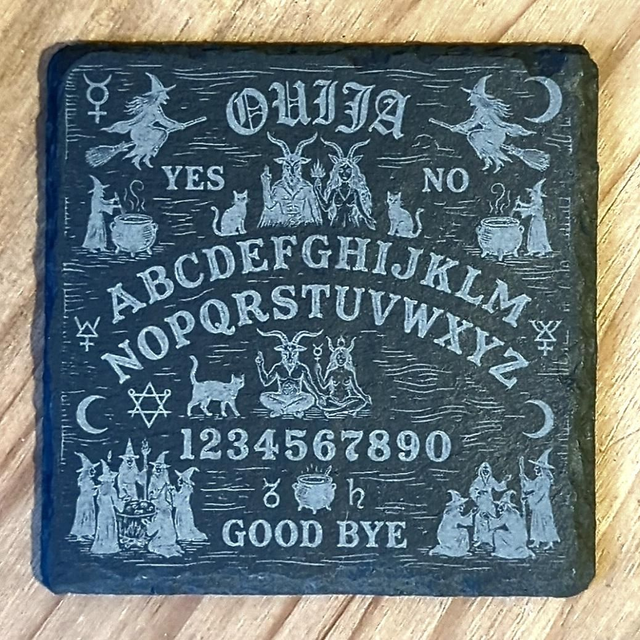 OUIJA
YES NO
ABCDEFGHIJKLM
NOPQRSTUVWXYZ
1234567890
GOOD BYE